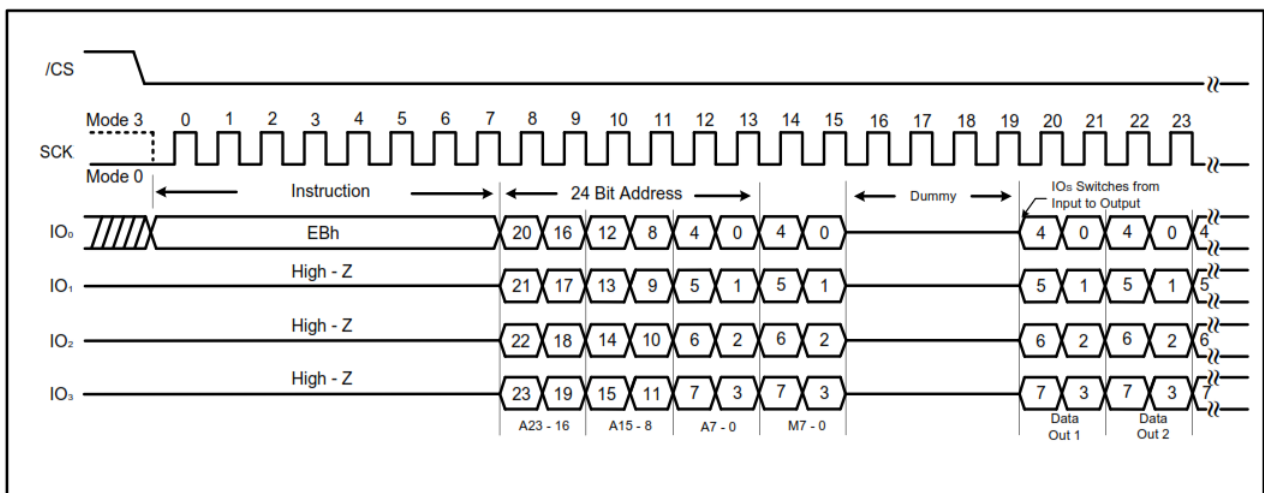 /CS
Mode 3 0 1 2 3 4 5 6 7 8 9 10 11 12 13 14 15 16 17 18 19 20 21 22 23
SCK
Mode 0
Instruction 24 Bit Address Dummy IOs Switches from
Input to Output
IO₀ EBh 20 16 12 8 4 0 4 0 4 0 4 0 4
High - Z
IO₁ 21 17 13 9 5 1 5 1 5 1 5 1 5
High - Z
IO₂ 22 18 14 10 6 2 6 2 6 2 6 2 6
High - Z
IO₃ 23 19 15 11 7 3 7 3 7 3 7 3 7
A23 - 16 A15 - 8 A7 - 0 M7 - 0 Data Data
Out 1 Out 2